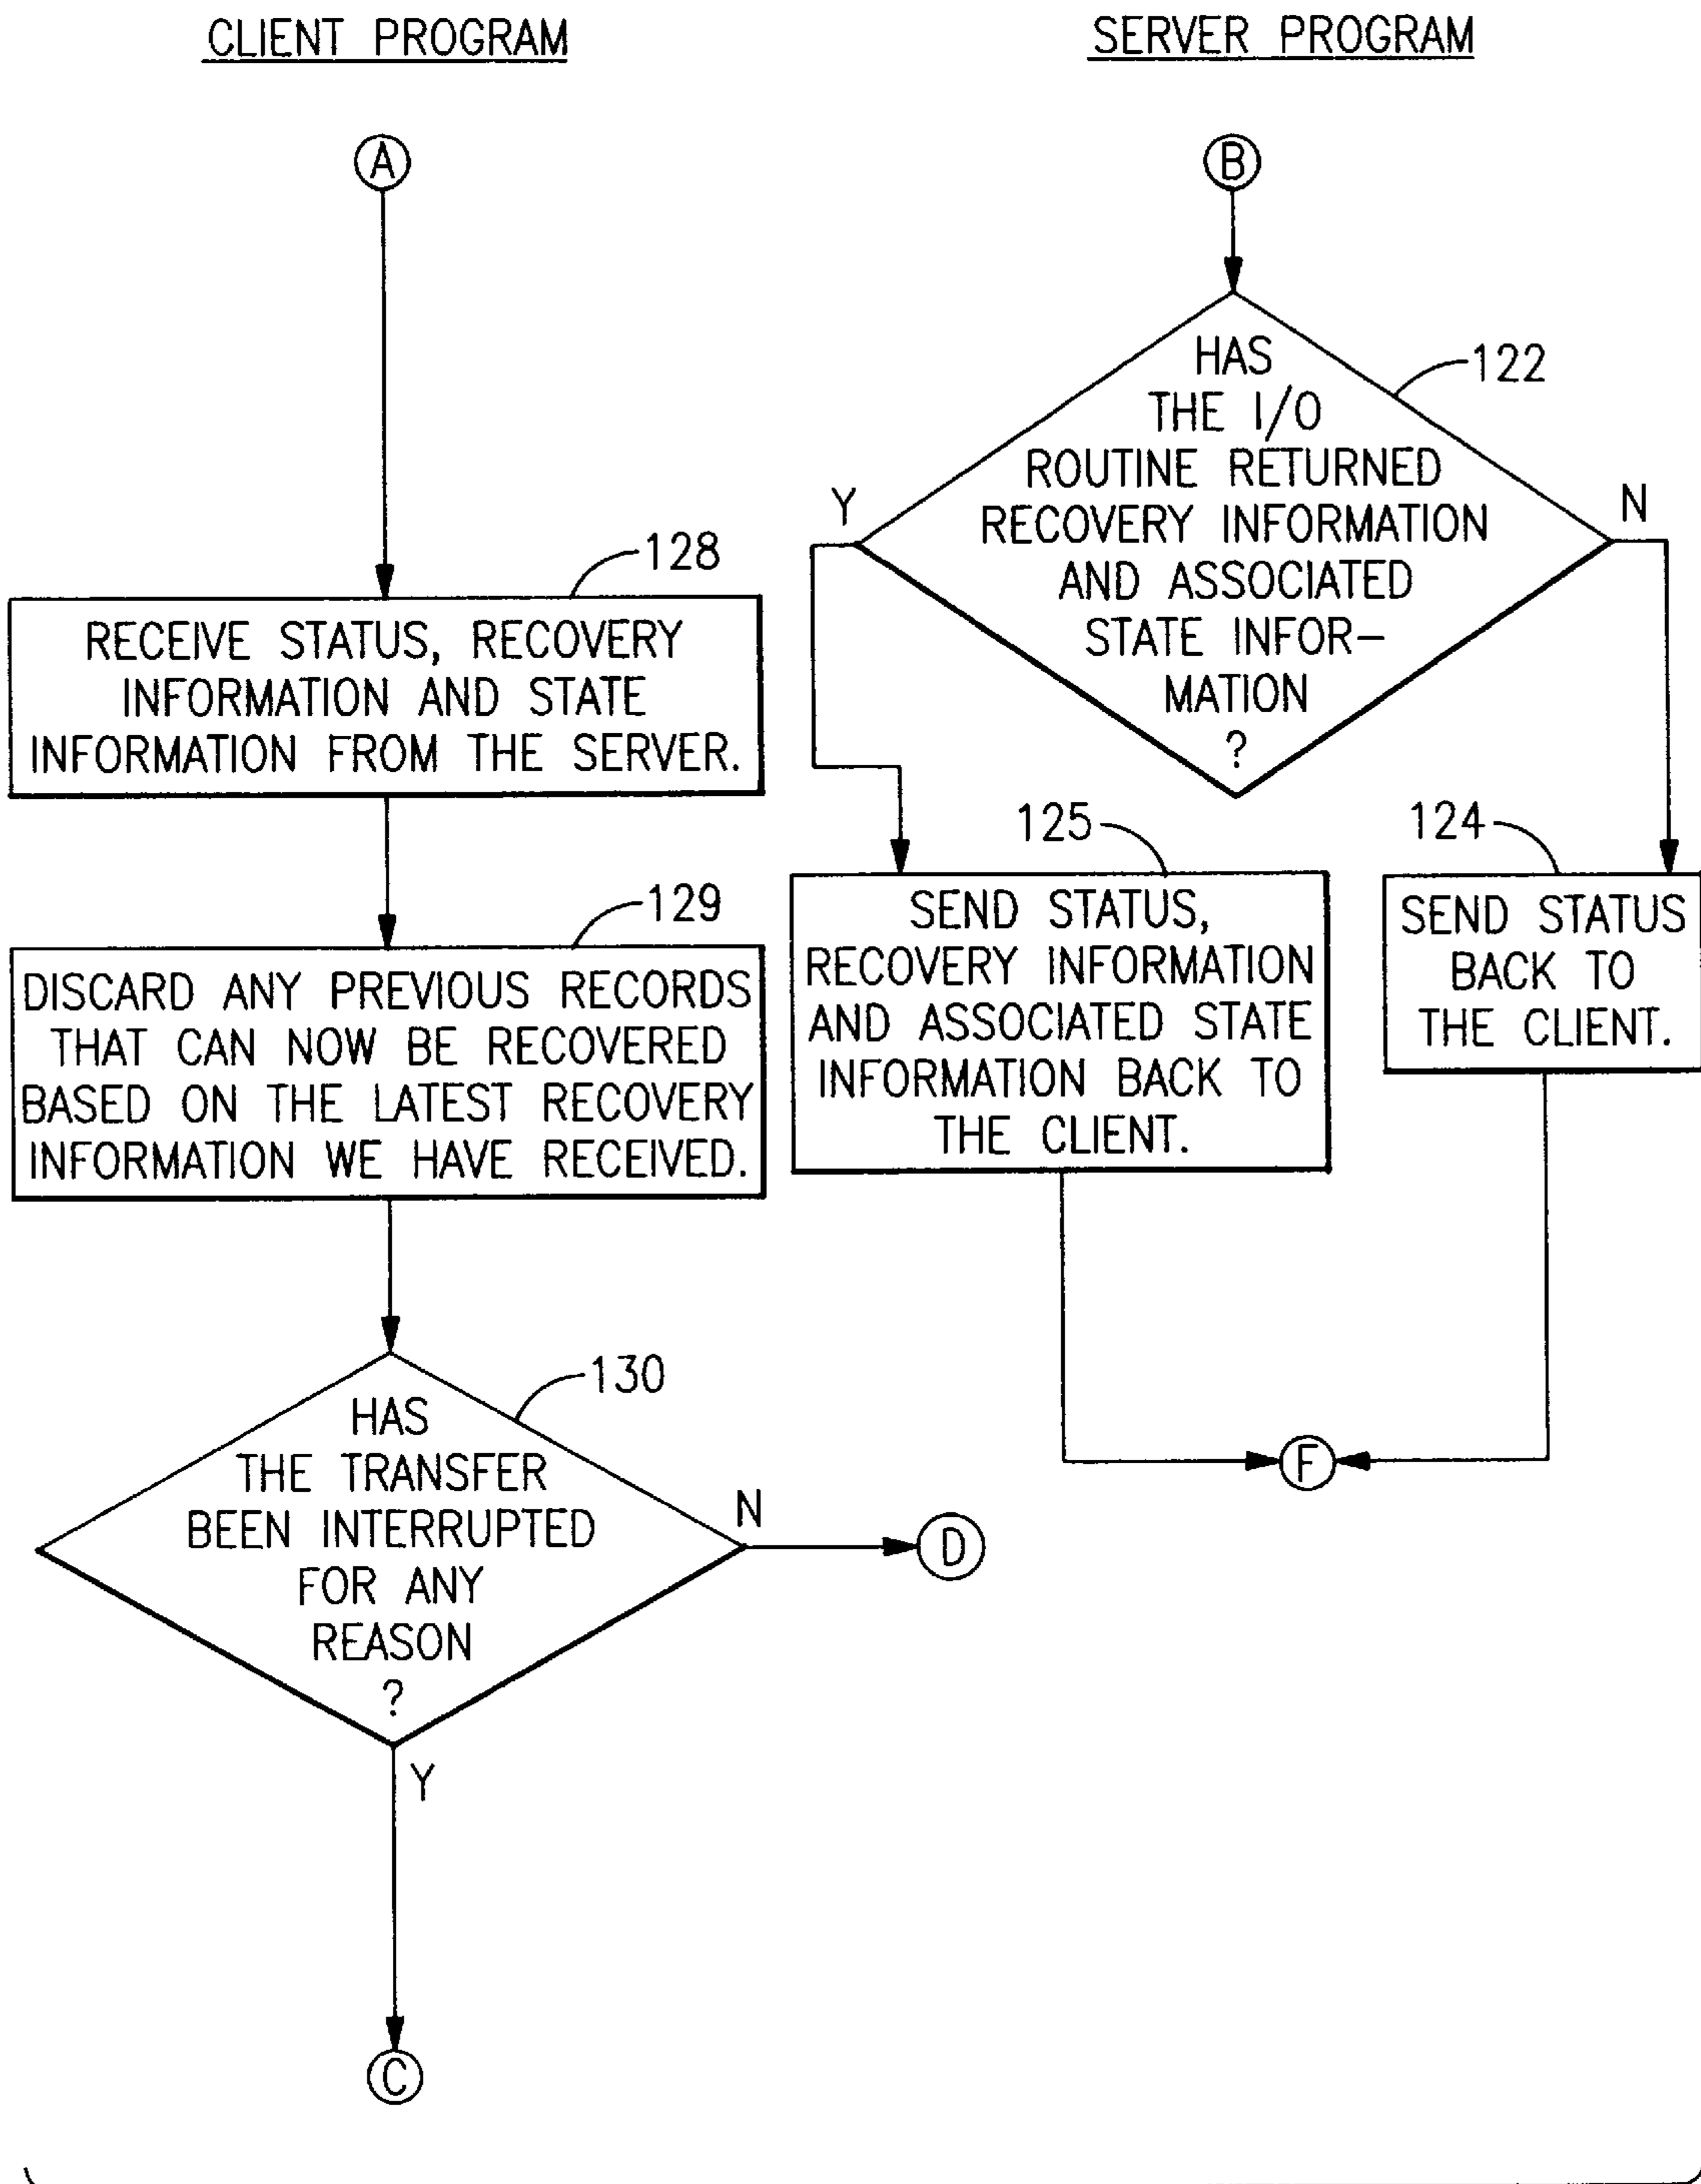 CLIENT PROGRAM
A
128
RECEIVE STATUS, RECOVERY
INFORMATION AND STATE
INFORMATION FROM THE SERVER.
129
DISCARD ANY PREVIOUS RECORDS
THAT CAN NOW BE RECOVERED
BASED ON THE LATEST RECOVERY
INFORMATION WE HAVE RECEIVED.
130
HAS
THE TRANSFER
BEEN INTERRUPTED
FOR ANY
REASON
?
N
D
Y
C
SERVER PROGRAM
B
122
HAS
THE I/O
ROUTINE RETURNED
RECOVERY INFORMATION
AND ASSOCIATED
STATE INFOR-
MATION
?
Y
N
125
SEND STATUS,
RECOVERY INFORMATION
AND ASSOCIATED STATE
INFORMATION BACK TO
THE CLIENT.
124
SEND STATUS
BACK TO
THE CLIENT.
F